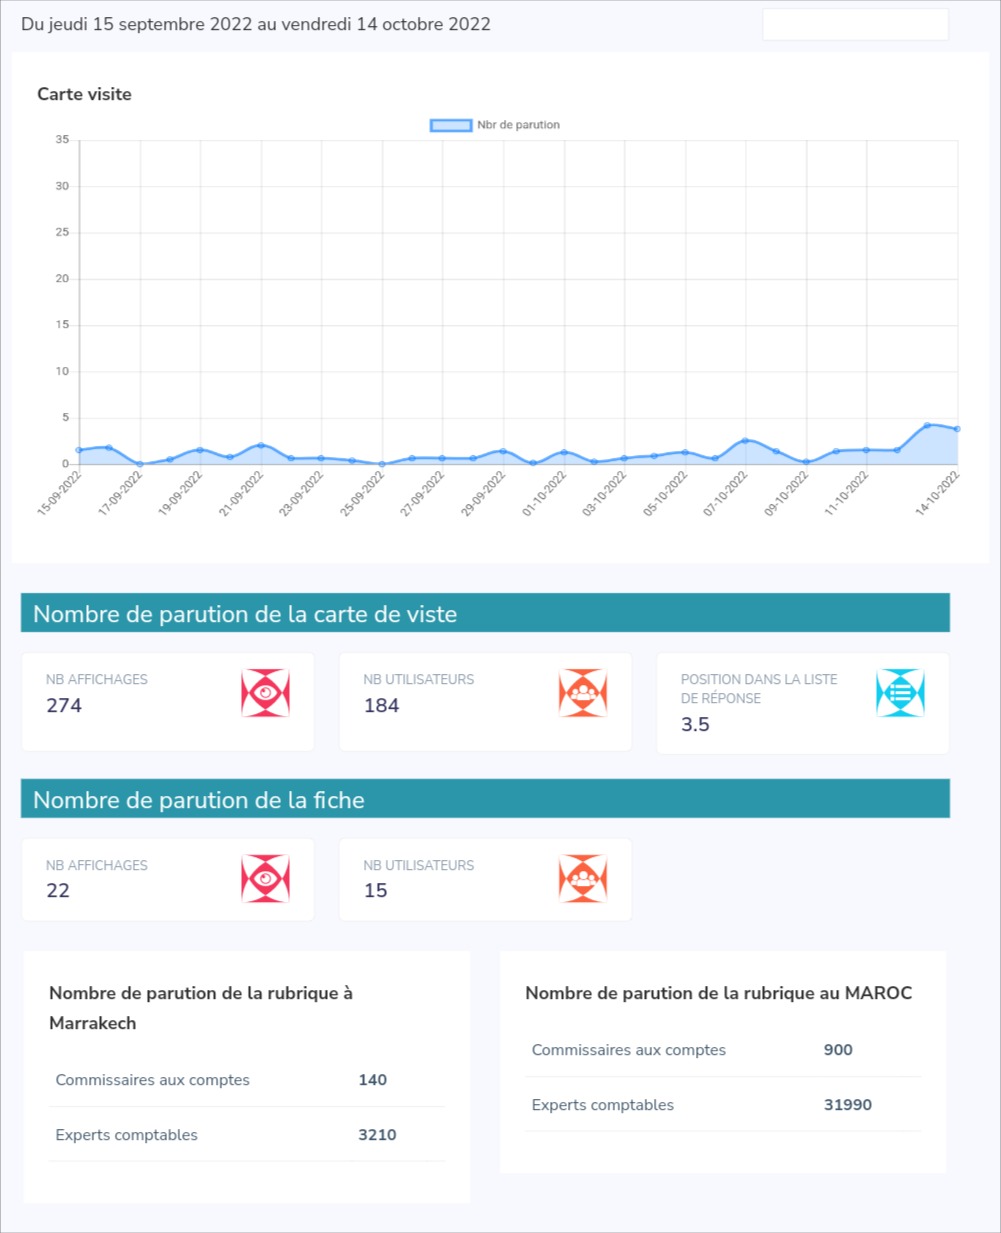 Du jeudi 15 septembre 2022 au vendredi 14 octobre 2022
Carte visite
Nbr de parution
35
30
25
20
15
10
5
0
15-09-2022
17-09-2022
19-09-2022
21-09-2022
23-09-2022
25-09-2022
27-09-2022
29-09-2022
01-10-2022
03-10-2022
05-10-2022
07-10-2022
09-10-2022
11-10-2022
14-10-2022
Nombre de parution de la carte de viste
NB AFFICHAGES
274
NB UTILISATEURS
184
POSITION DANS LA LISTE
DE RÉPONSE
3.5
Nombre de parution de la fiche
NB AFFICHAGES
22
NB UTILISATEURS
15
Nombre de parution de la rubrique à
Marrakech
Commissaires aux comptes 140
Experts comptables 3210
Nombre de parution de la rubrique au MAROC
Commissaires aux comptes 900
Experts comptables 31990